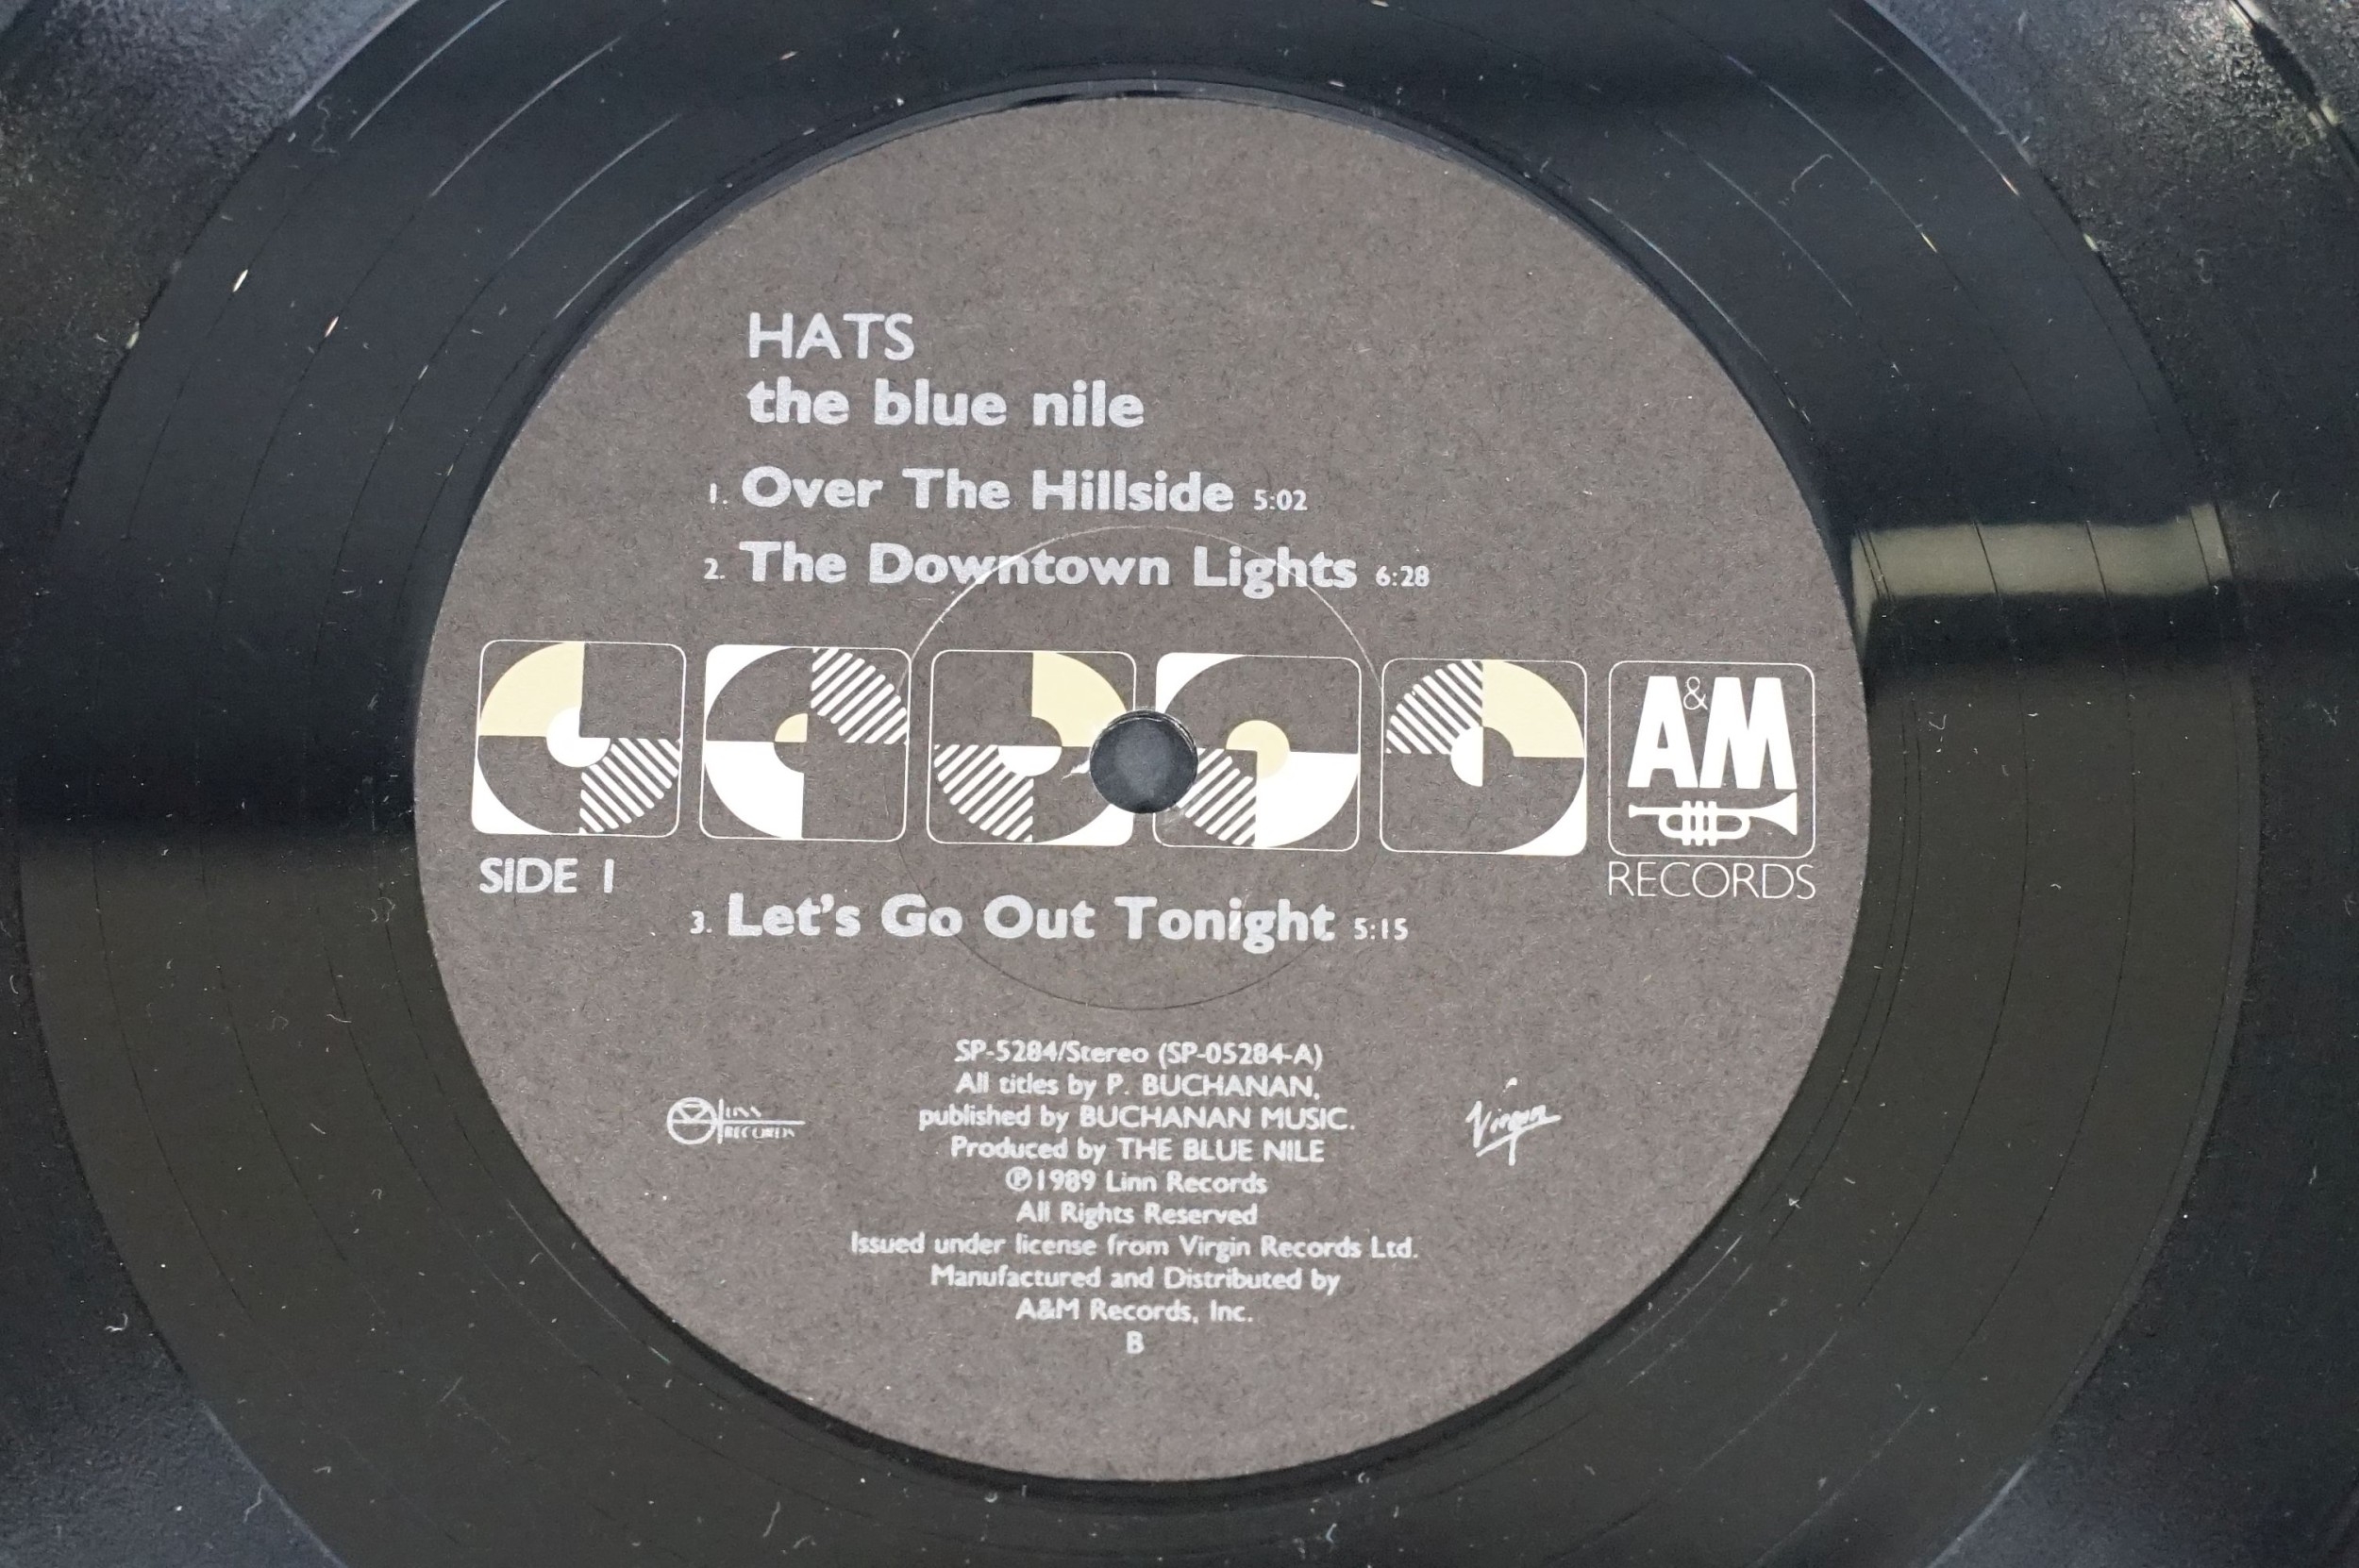 HATS
the blue nile
1. Over The Hillside 5:02
2. The Downtown Lights 6:28
A&M
SIDE 1
RECORDS
3. Let's Go Out Tonight 5:15
SP-5284/Stereo (SP-05284-A)
All titles by P. BUCHANAN,
published by BUCHANAN MUSIC.
Produced by THE BLUE NILE
℗1989 Linn Records
All Rights Reserved
Issued under license from Virgin Records Ltd.
Manufactured and Distributed by
A&M Records, Inc.
B
LINN
RECORDS
Virgin